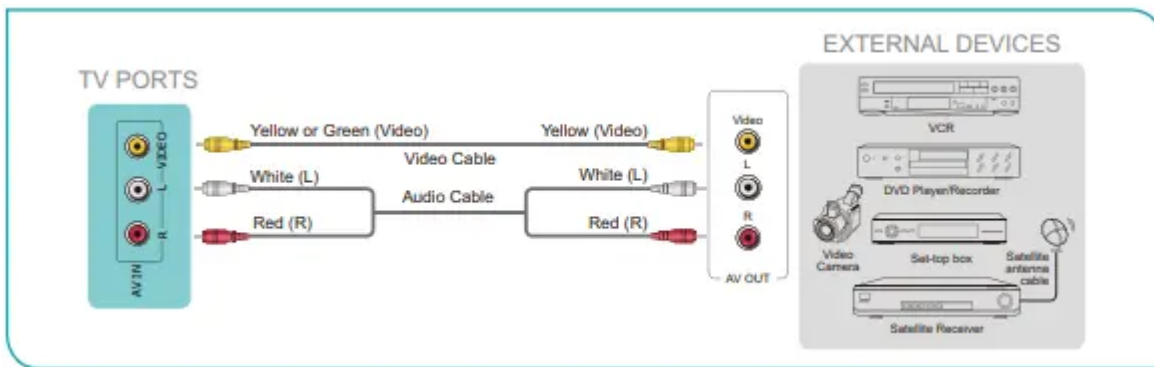 EXTERNAL DEVICES
TV PORTS
VIDEO
L
R
AV IN
Yellow or Green (Video)
Yellow (Video)
Video Cable
White (L)
White (L)
Audio Cable
Red (R)
Red (R)
Video
L
R
AV OUT
VCR
DVD Player/Recorder
Video
Camera
Set-top box
Satellite
antenna
cable
Satellite Receiver